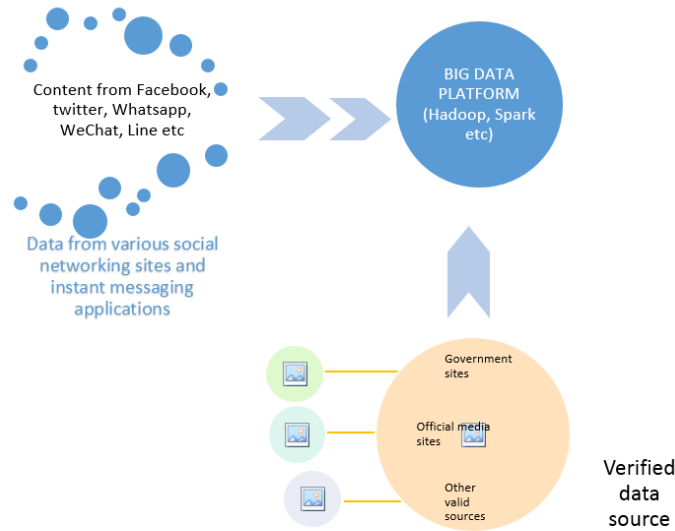 Content from Facebook,
twitter, Whatsapp,
WeChat, Line etc
BIG DATA
PLATFORM
(Hadoop, Spark
etc)
Data from various social
networking sites and
instant messaging
applications
Government
sites
Official media
sites
Other
valid
sources
Verified
data
source